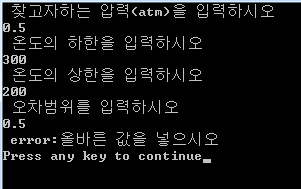 찾고자하는 압력(atm)을 입력하시오
0.5
온도의 하한을 입력하시오
300
온도의 상한을 입력하시오
200
오차범위를 입력하시오
0.5
error:올바른 값을 넣으시오
Press any key to continue_